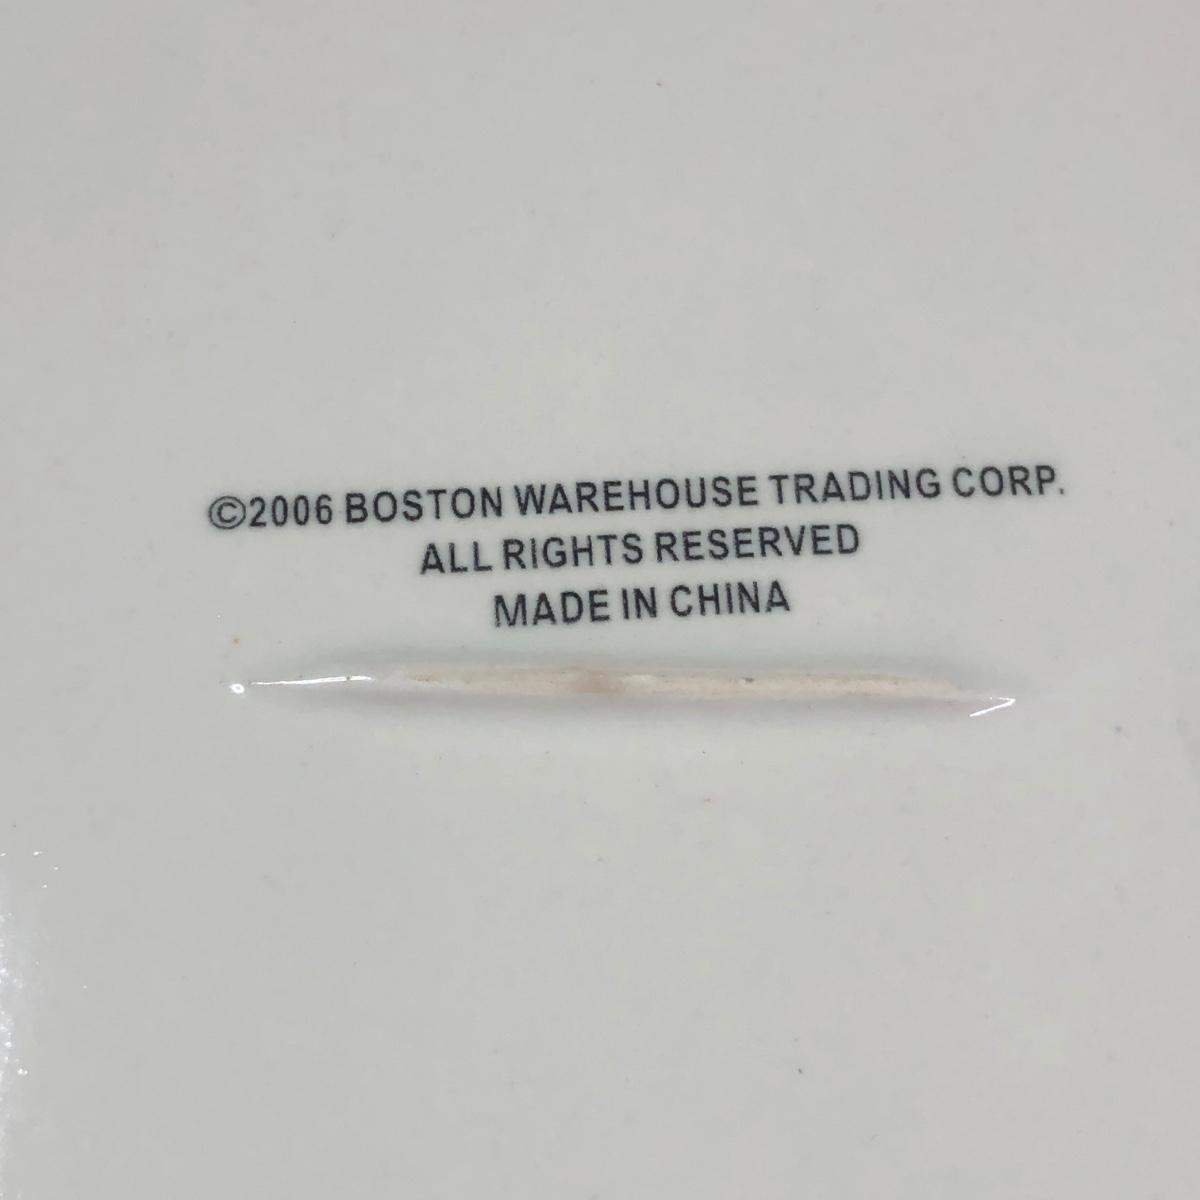 ©2006 BOSTON WAREHOUSE TRADING CORP.
ALL RIGHTS RESERVED
MADE IN CHINA